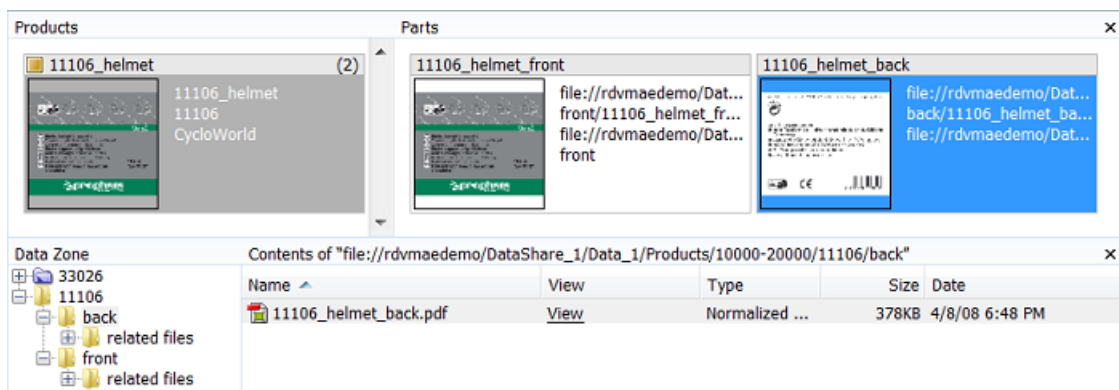 Products
Parts
11106_helmet (2)
11106_helmet
11106
CycloWorld
11106_helmet_front
file://rdvmaedemo/Dat...
front/11106_helmet_fr...
file://rdvmaedemo/Dat...
front
11106_helmet_back
file://rdvmaedemo/Dat...
back/11106_helmet_ba...
file://rdvmaedemo/Dat...
Data Zone
33026
11106
back
related files
front
related files
Contents of "file://rdvmaedemo/DataShare_1/Data_1/Products/10000-20000/11106/back"
Name View Type Size Date
11106_helmet_back.pdf View Normalized ... 378KB 4/8/08 6:48 PM